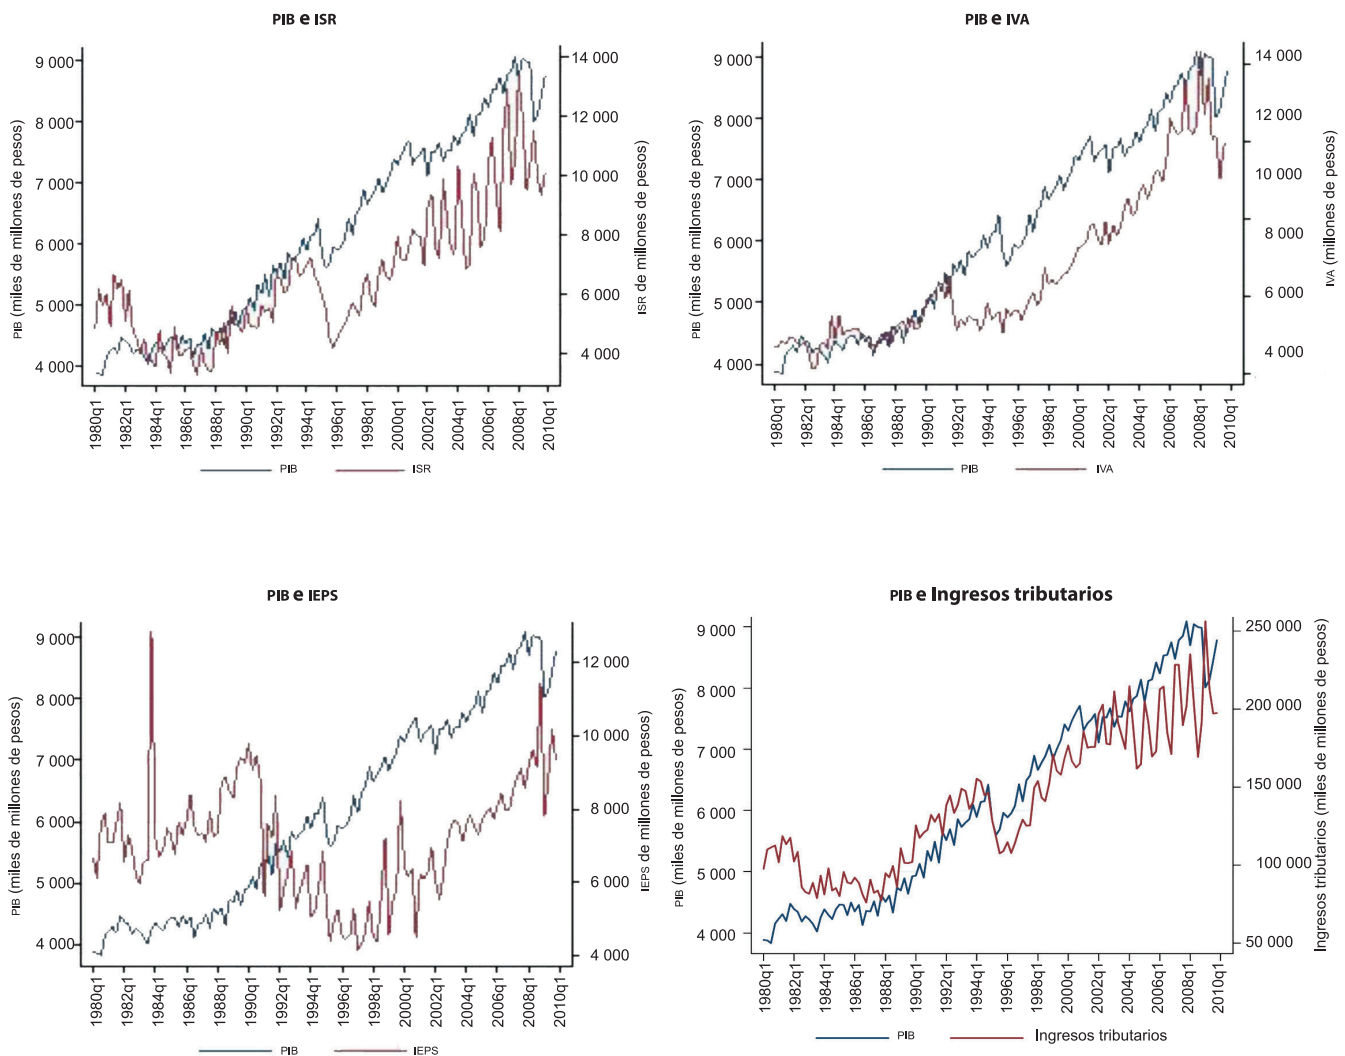 PIB e ISR
PIB (miles de millones de pesos)
9 000
8 000
7 000
6 000
5 000
4 000
14 000
12 000
10 000
8 000
6 000
4 000
ISR de millones de pesos)
1980q1
1982q1
1984q1
1986q1
1988q1
1990q1
1992q1
1994q1
1996q1
1998q1
2000q1
2002q1
2004q1
2006q1
2008q1
2010q1
PIB
ISR
PIB e IVA
PIB (miles de millones de pesos)
9 000
8 000
7 000
6 000
5 000
4 000
14 000
12 000
10 000
8 000
6 000
4 000
IVA (millones de pesos)
1980q1
1982q1
1984q1
1986q1
1988q1
1990q1
1992q1
1994q1
1996q1
1998q1
2000q1
2002q1
2004q1
2006q1
2008q1
2010q1
PIB
IVA
PIB e IEPS
PIB (miles de millones de pesos)
9 000
8 000
7 000
6 000
5 000
4 000
12 000
10 000
8 000
6 000
4 000
IEPS de millones de pesos)
1980q1
1982q1
1984q1
1986q1
1990q1
1992q1
1994q1
1996q1
1998q1
2000q1
2002q1
2004q1
2006q1
2008q1
2010q1
PIB
IEPS
PIB e Ingresos tributarios
PIB (miles de millones de pesos)
9 000
8 000
7 000
6 000
5 000
4 000
250 000
200 000
150 000
100 000
50 000
Ingresos tributarios (miles de millones de pesos)
1980q1
1982q1
1984q1
1986q1
1988q1
1990q1
1992q1
1994q1
1996q1
1998q1
2000q1
2002q1
2004q1
2006q1
2008q1
2010q1
PIB
Ingresos tributarios